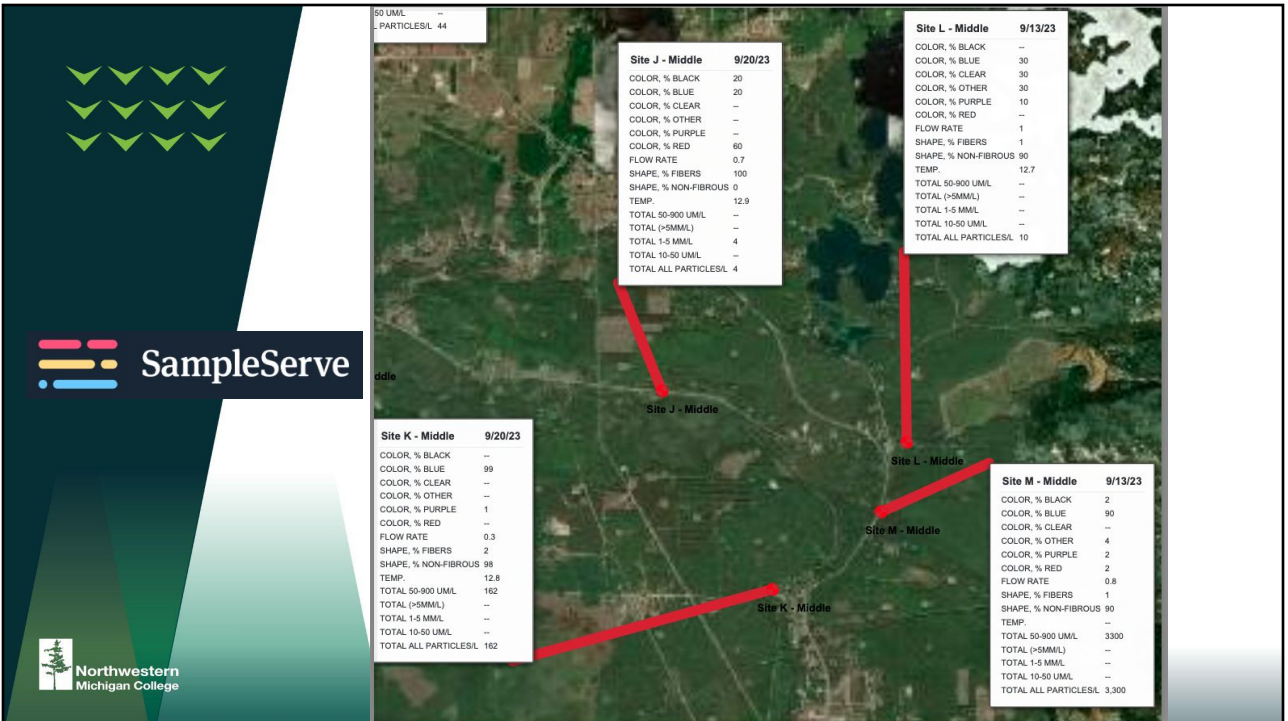 50 UM/L --
L PARTICLES/L 44
Site J - Middle 9/20/23
COLOR, % BLACK 20
COLOR, % BLUE 20
COLOR, % CLEAR --
COLOR, % OTHER --
COLOR, % PURPLE --
COLOR, % RED 60
FLOW RATE 0.7
SHAPE, % FIBERS 100
SHAPE, % NON-FIBROUS 0
TEMP. 12.9
TOTAL 50-900 UM/L --
TOTAL (>5MM/L) --
TOTAL 1-5 MM/L 4
TOTAL 10-50 UM/L --
TOTAL ALL PARTICLES/L 4
Site L - Middle 9/13/23
COLOR, % BLACK --
COLOR, % BLUE 30
COLOR, % CLEAR 30
COLOR, % OTHER 30
COLOR, % PURPLE 10
COLOR, % RED --
FLOW RATE 1
SHAPE, % FIBERS 1
SHAPE, % NON-FIBROUS 90
TEMP. 12.7
TOTAL 50-900 UM/L --
TOTAL (>5MM/L) --
TOTAL 1-5 MM/L --
TOTAL 10-50 UM/L --
TOTAL ALL PARTICLES/L 10
SampleServe
ddle
Site J - Middle
Site L - Middle
Site M - Middle
Site K - Middle
Site K - Middle 9/20/23
COLOR, % BLACK --
COLOR, % BLUE 99
COLOR, % CLEAR --
COLOR, % OTHER --
COLOR, % PURPLE 1
COLOR, % RED --
FLOW RATE 0.3
SHAPE, % FIBERS 2
SHAPE, % NON-FIBROUS 98
TEMP. 12.8
TOTAL 50-900 UM/L 162
TOTAL (>5MM/L) --
TOTAL 1-5 MM/L --
TOTAL 10-50 UM/L --
TOTAL ALL PARTICLES/L 162
Site M - Middle 9/13/23
COLOR, % BLACK 2
COLOR, % BLUE 90
COLOR, % CLEAR --
COLOR, % OTHER 4
COLOR, % PURPLE 2
COLOR, % RED 2
FLOW RATE 0.8
SHAPE, % FIBERS 1
SHAPE, % NON-FIBROUS 90
TEMP. --
TOTAL 50-900 UM/L 3300
TOTAL (>5MM/L) --
TOTAL 1-5 MM/L --
TOTAL 10-50 UM/L --
TOTAL ALL PARTICLES/L 3,300
Northwestern
Michigan College